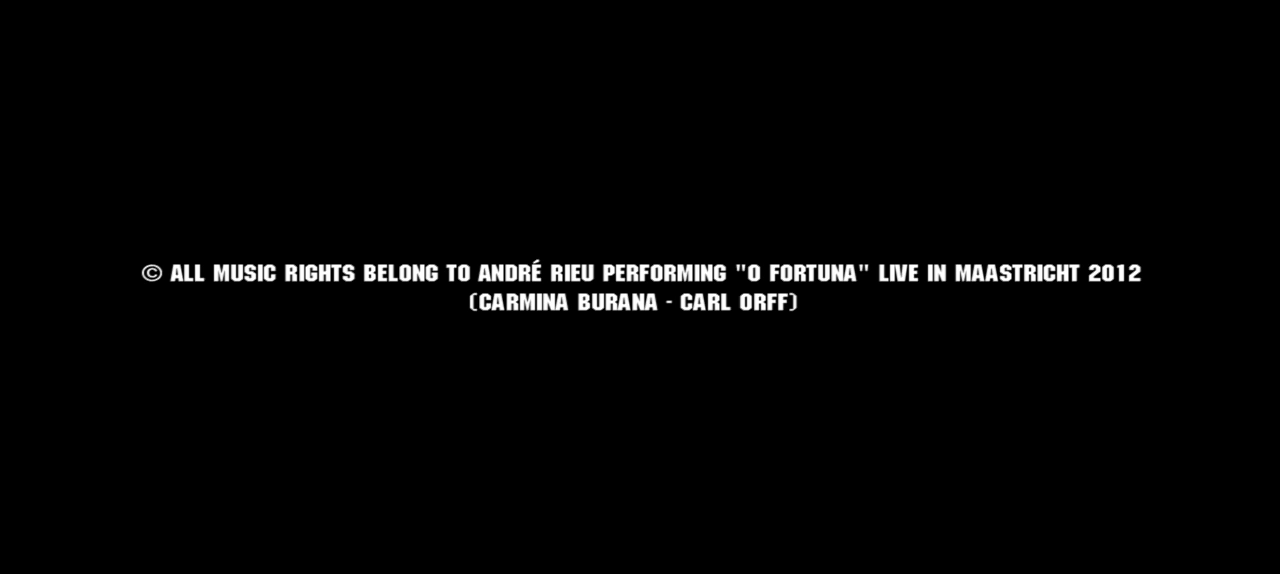 © ALL MUSIC RIGHTS BELONG TO ANDRÉ RIEU PERFORMING "O FORTUNA" LIVE IN MAASTRICHT 2012
(CARMINA BURANA - CARL ORFF)